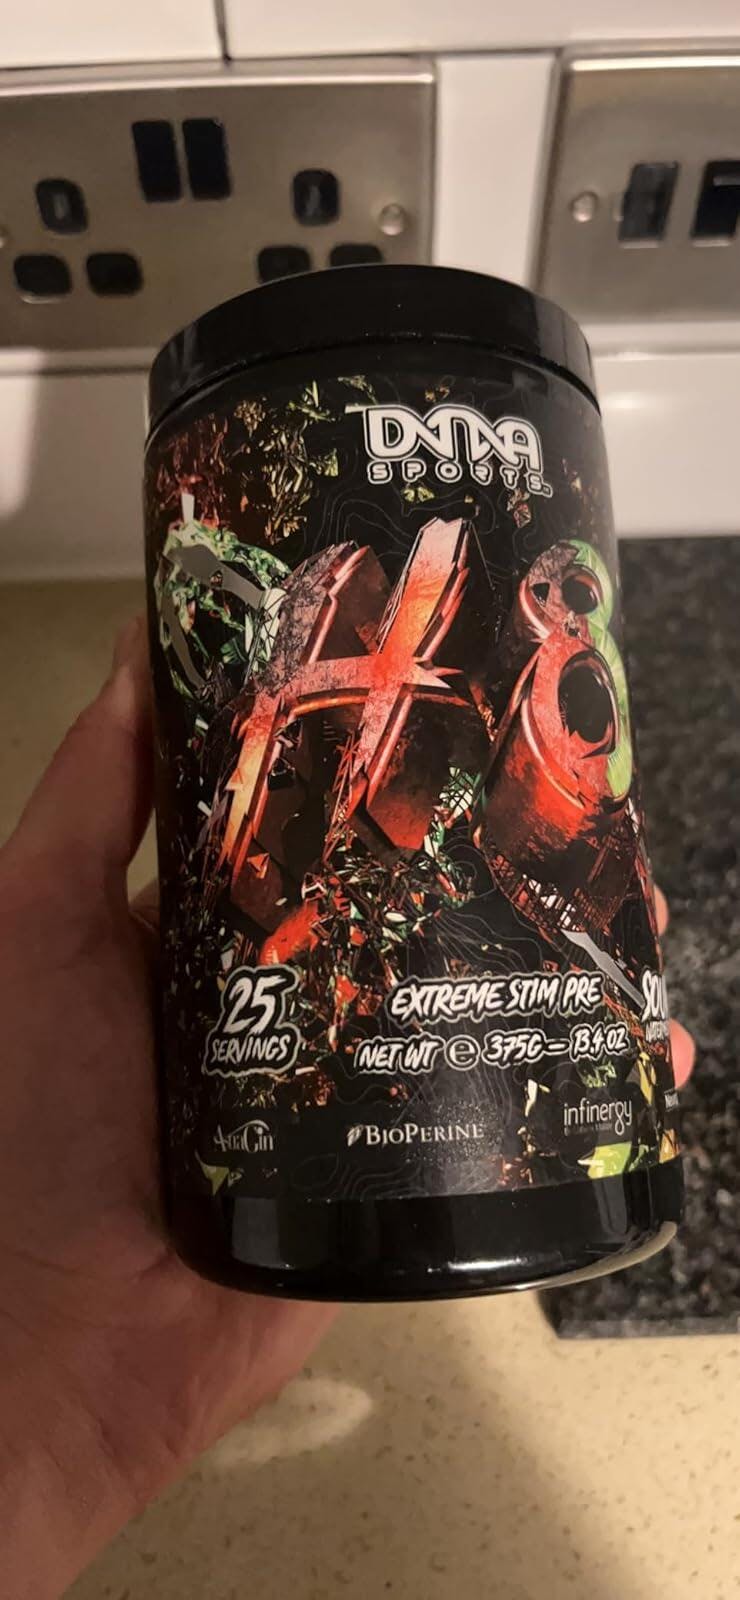 DNA
SPORTS
H8
25
SERVINGS
EXTREME STIM PRE
NET WT e 375G = 13.4 OZ
BIOPERINE
infinergy